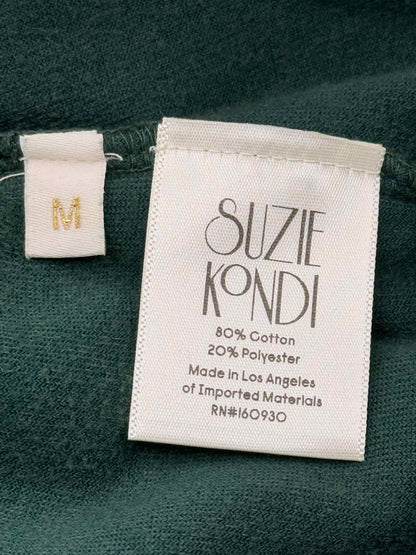 M
SUZIE
KONDI
80% Cotton
20% Polyester
Made in Los Angeles
of Imported Materials
RN#160930